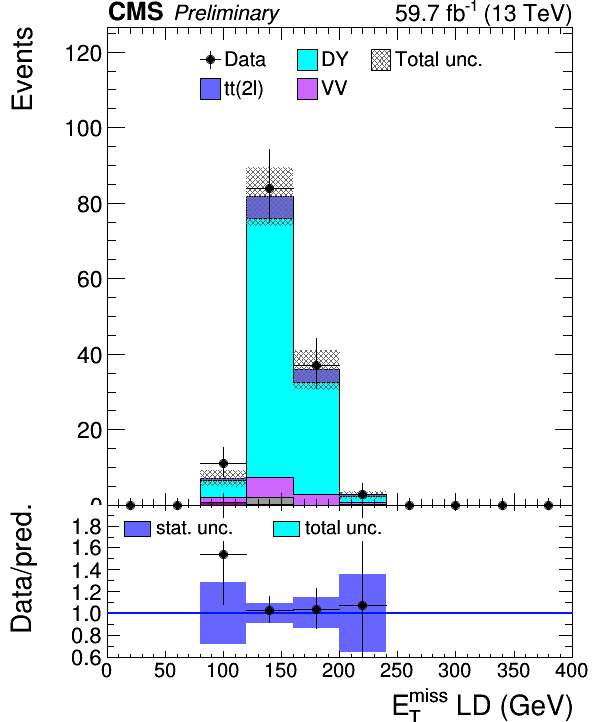 CMS Preliminary 59.7 fb⁻¹ (13 TeV)
Events
120
100
80
60
40
20
0
Data
DY
Total unc.
tt(2l)
VV
Data/pred.
1.8
1.6
1.4
1.2
1.0
0.8
0.6
stat. unc.
total unc.
0 50 100 150 200 250 300 350 400
E_T^miss LD (GeV)